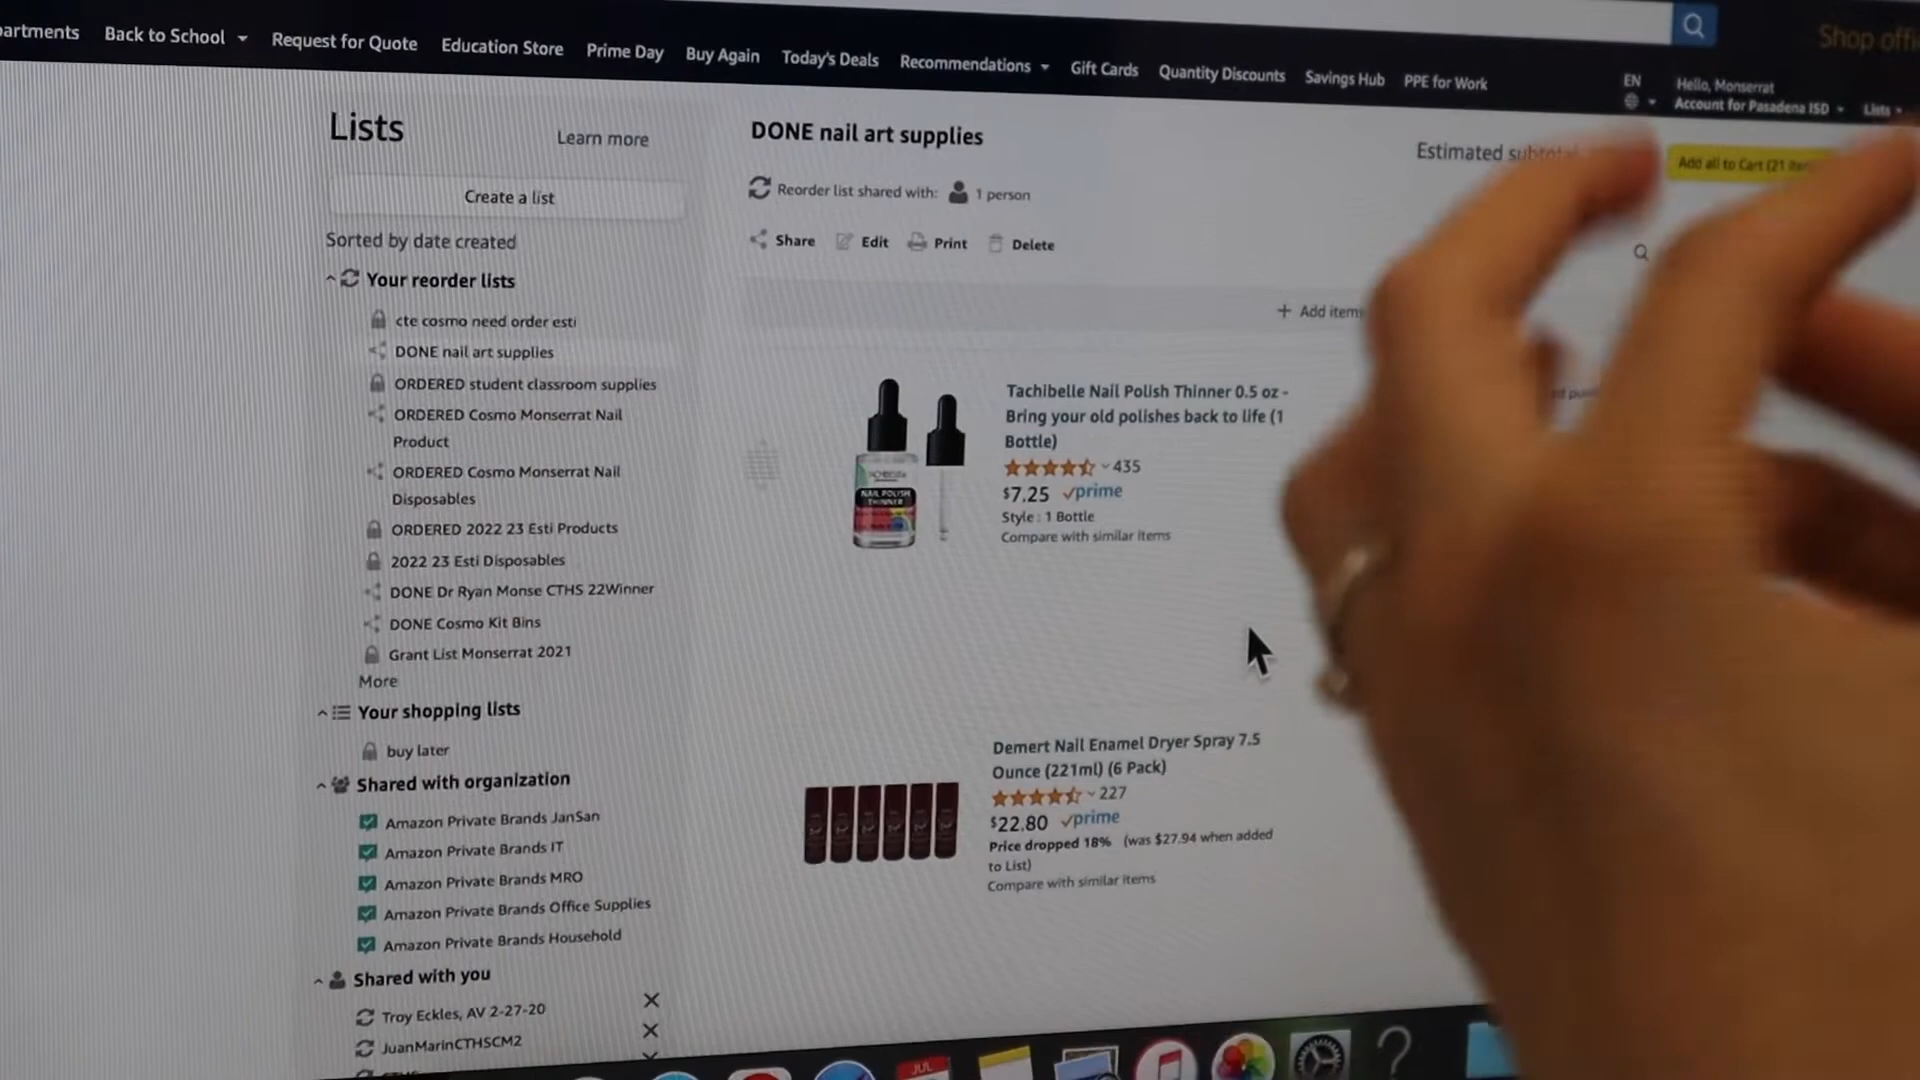 Back to School
Request for Quote
Education Store
Prime Day
Buy Again
Today's Deals
Recommendations
Gift Cards
Quantity Discounts
Savings Hub
PPE for Work
Shop
EN
Hello, Monserrat
Account for Pasadena ISD
Lists
Lists
Learn more
Create a list
Sorted by date created
Your reorder lists
cte cosmo need order esti
DONE nail art supplies
ORDERED student classroom supplies
ORDERED Cosmo Monserrat Nail
Product
ORDERED Cosmo Monserrat Nail
Disposables
ORDERED 2022 23 Esti Products
2022 23 Esti Disposables
DONE Dr Ryan Monse CTHS 22Winner
DONE Cosmo Kit Bins
Grant List Monserrat 2021
More
Your shopping lists
buy later
Shared with organization
Amazon Private Brands JanSan
Amazon Private Brands IT
Amazon Private Brands MRO
Amazon Private Brands Office Supplies
Amazon Private Brands Household
Shared with you
Troy Eckles, AV 2-27-20
JuanMarinCTHSCM2
DONE nail art supplies
Reorder list shared with: 1 person
Share Edit Print Delete
Estimated subtotal
Add all to Cart (21
+ Add items
Tachibelle Nail Polish Thinner 0.5 oz -
Bring your old polishes back to life (1
Bottle)
435
$7.25 prime
Style : 1 Bottle
Compare with similar items
NAIL POLISH
THINNER
Demert Nail Enamel Dryer Spray 7.5
Ounce (221ml) (6 Pack)
227
$22.80 prime
Price dropped 18% (was $27.94 when added
to List)
Compare with similar items
JUL